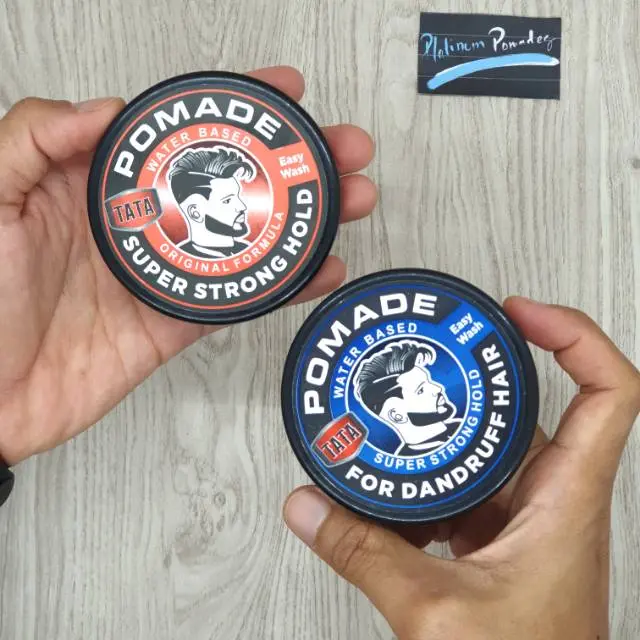 Platinum Pomades
POMADE
WATER BASED
Easy
Wash
TATA
ORIGINAL FORMULA
SUPER STRONG HOLD
POMADE
WATER BASED
Easy
Wash
TATA
SUPER STRONG HOLD
FOR DANDRUFF HAIR